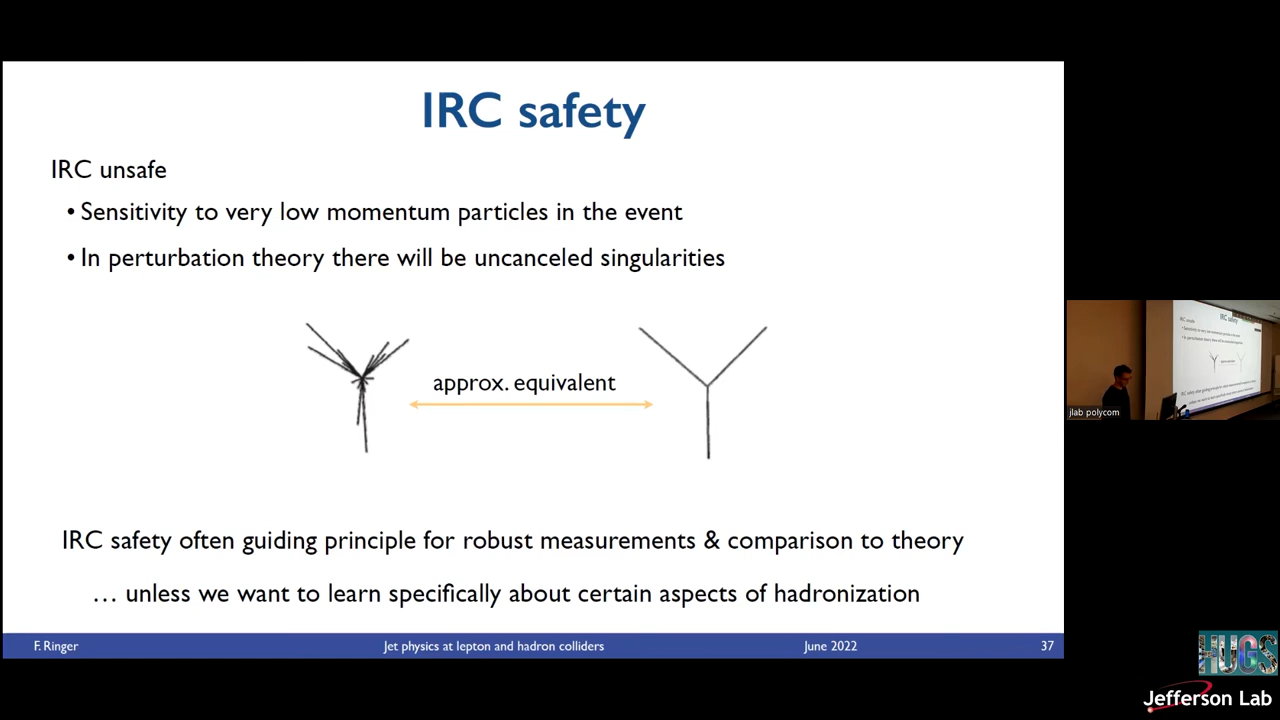 IRC safety
IRC unsafe
• Sensitivity to very low momentum particles in the event
• In perturbation theory there will be uncanceled singularities
approx. equivalent
IRC safety often guiding principle for robust measurements & comparison to theory
… unless we want to learn specifically about certain aspects of hadronization
F. Ringer
Jet physics at lepton and hadron colliders
June 2022
37
jlab polycom
HUGS
Jefferson Lab